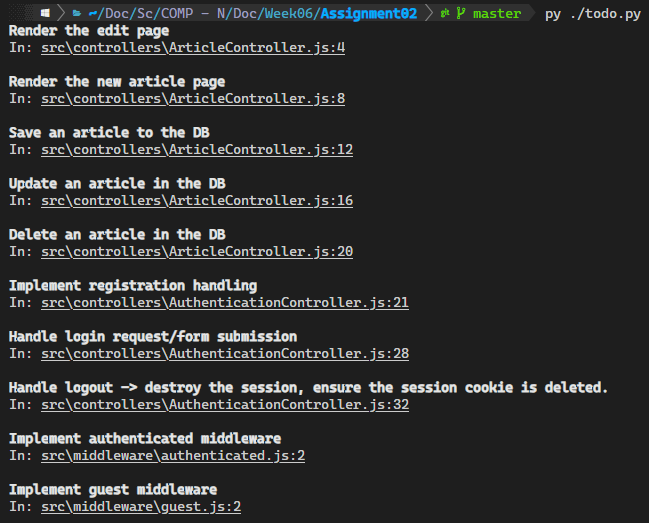 ~/Doc/Sc/COMP - N/Doc/Week06/Assignment02 master py ./todo.py
Render the edit page
In: src\controllers\ArticleController.js:4
Render the new article page
In: src\controllers\ArticleController.js:8
Save an article to the DB
In: src\controllers\ArticleController.js:12
Update an article in the DB
In: src\controllers\ArticleController.js:16
Delete an article in the DB
In: src\controllers\ArticleController.js:20
Implement registration handling
In: src\controllers\AuthenticationController.js:21
Handle login request/form submission
In: src\controllers\AuthenticationController.js:28
Handle logout -> destroy the session, ensure the session cookie is deleted.
In: src\controllers\AuthenticationController.js:32
Implement authenticated middleware
In: src\middleware\authenticated.js:2
Implement guest middleware
In: src\middleware\guest.js:2